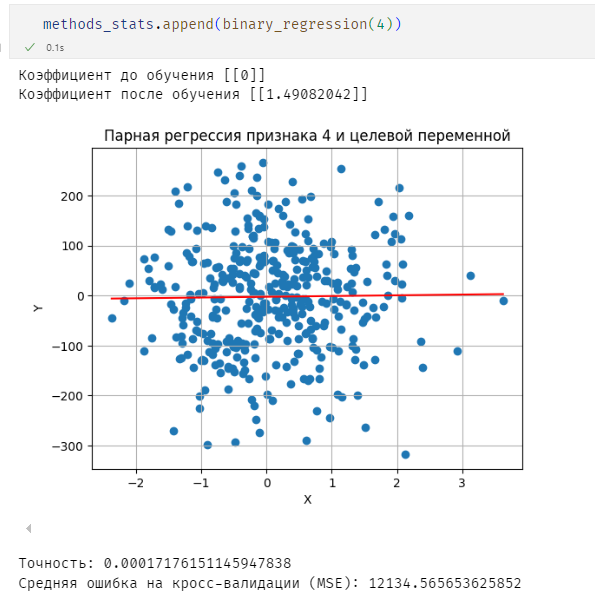 methods_stats.append(binary_regression(4))
0.1s
Коэффициент до обучения [[0]]
Коэффициент после обучения [[1.49082042]]
Парная регрессия признака 4 и целевой переменной
200
100
0
−100
−200
−300
Y
−2 −1 0 1 2 3
X
Точность: 0.00017176151145947838
Средняя ошибка на кросс-валидации (MSE): 12134.565653625852